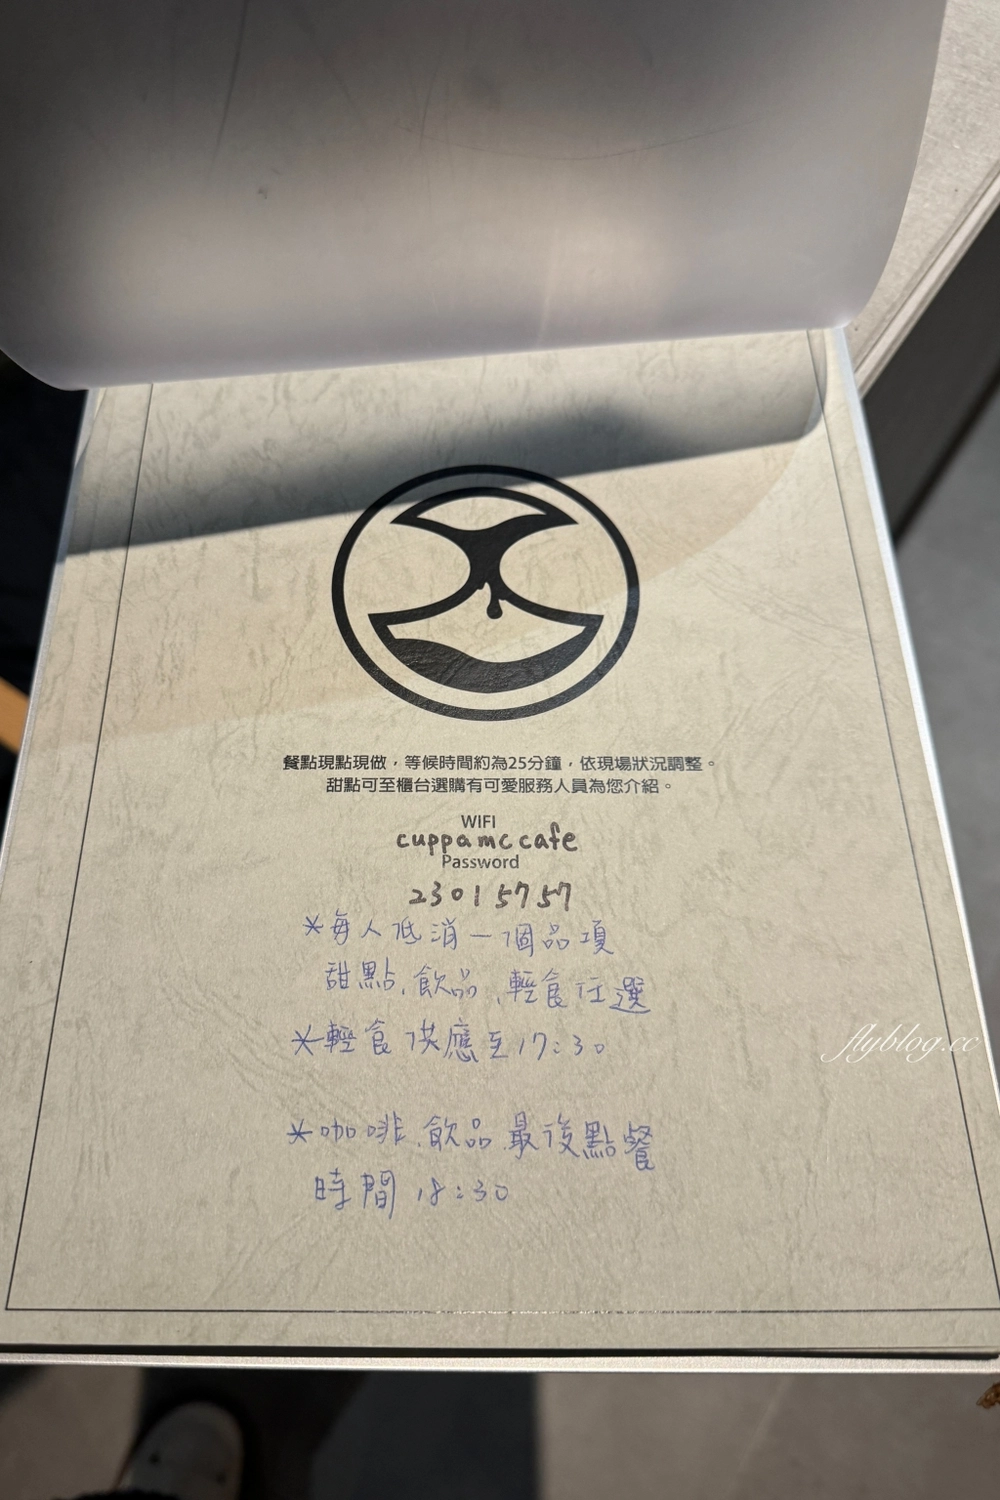 餐點現點現做，等候時間約為25分鐘，依現場狀況調整。
甜點可至櫃台選購有可愛服務人員為您介紹。
WIFI
cuppamccafe
Password
23015757
*每人低消一個品項
甜點、飲品、輕食任選
*輕食供應至17:30
flyblog.cc
*咖啡、飲品最後點餐
時間18:30